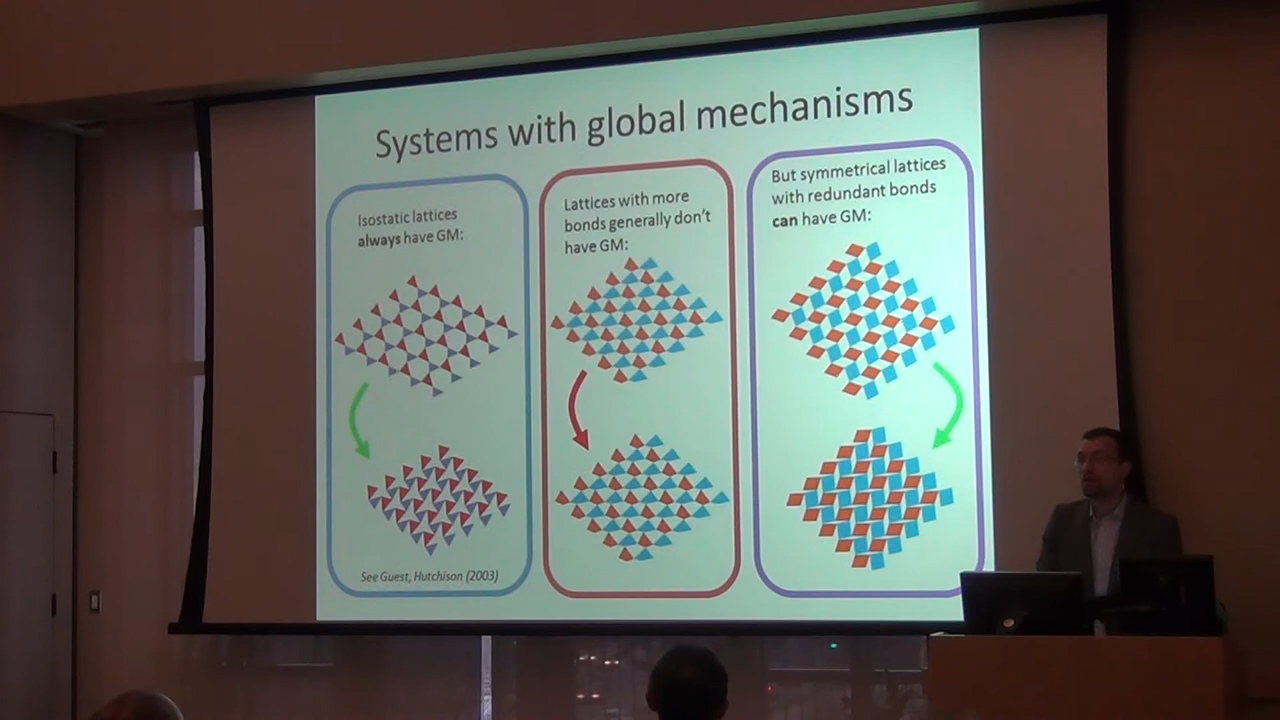 Systems with global mechanisms
Isostatic lattices
always have GM:
See Guest, Hutchison (2003)
Lattices with more
bonds generally don't
have GM:
But symmetrical lattices
with redundant bonds
can have GM: